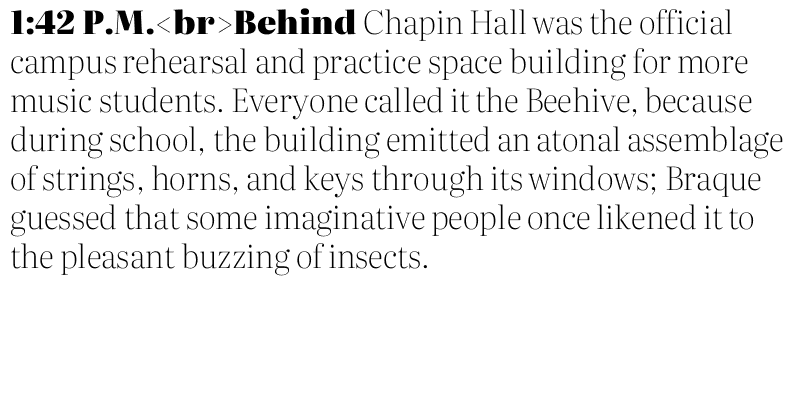 1:42 P.M.<br>Behind Chapin Hall was the official
campus rehearsal and practice space building for more
music students. Everyone called it the Beehive, because
during school, the building emitted an atonal assemblage
of strings, horns, and keys through its windows; Braque
guessed that some imaginative people once likened it to
the pleasant buzzing of insects.